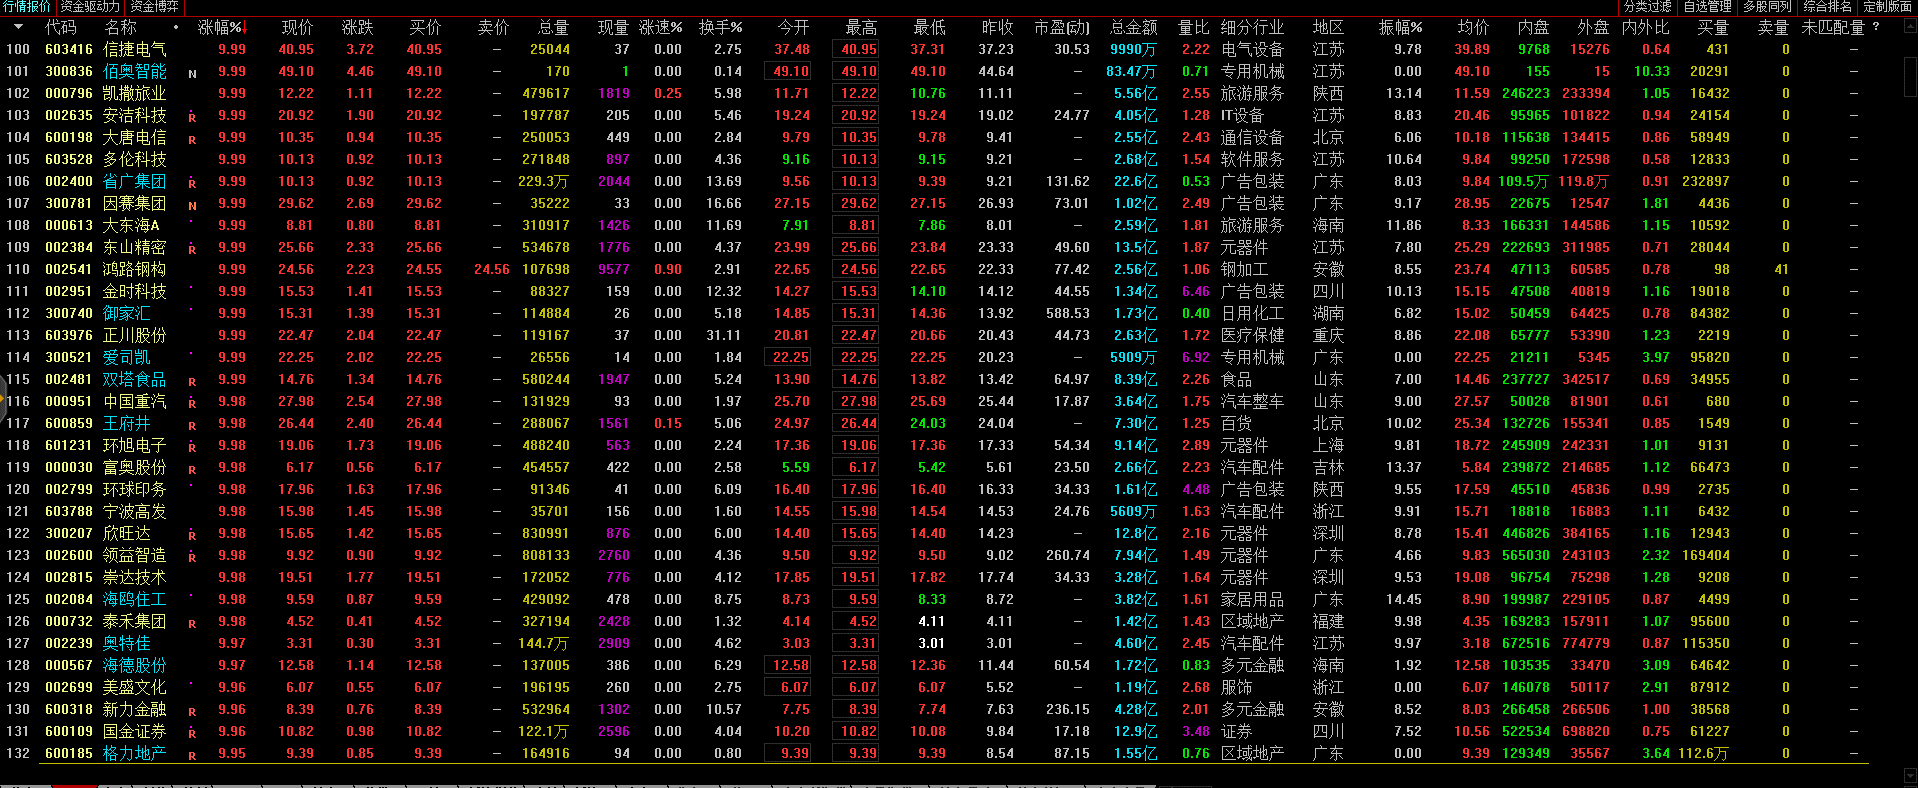 行情报价 资金驱动力 资金博弈 分类过滤 自选管理 多股同列 综合排名 定制版面
代码 名称 涨幅%↓ 现价 涨跌 买价 卖价 总量 现量 涨速% 换手% 今开 最高 最低 昨收 市盈(动) 总金额 量比 细分行业 地区 振幅% 均价 内盘 外盘 内外比 买量 卖量 未匹配量 ?
100 603416 信捷电气 9.99 40.95 3.72 40.95 — 25044 37 0.00 2.75 37.48 40.95 37.31 37.23 30.53 9990万 2.22 电气设备 江苏 9.78 39.89 9768 15276 0.64 431 0 —
101 300836 佰奥智能 N 9.99 49.10 4.46 49.10 — 170 1 0.00 0.14 49.10 49.10 49.10 44.64 — 83.47万 0.71 专用机械 江苏 0.00 49.10 155 15 10.33 20291 0 —
102 000796 凯撒旅业 9.99 12.22 1.11 12.22 — 479617 1819 0.25 5.98 11.71 12.22 10.76 11.11 — 5.56亿 2.55 旅游服务 陕西 13.14 11.59 246223 233394 1.05 16432 0 —
103 002635 安洁科技 R 9.99 20.92 1.90 20.92 — 197787 205 0.00 5.46 19.24 20.92 19.24 19.02 24.77 4.05亿 1.28 IT设备 江苏 8.83 20.46 95965 101822 0.94 24154 0 —
104 600198 大唐电信 R 9.99 10.35 0.94 10.35 — 250053 449 0.00 2.84 9.79 10.35 9.78 9.41 — 2.55亿 2.43 通信设备 北京 6.06 10.18 115638 134415 0.86 58949 0 —
105 603528 多伦科技 9.99 10.13 0.92 10.13 — 271848 897 0.00 4.36 9.16 10.13 9.15 9.21 — 2.68亿 1.54 软件服务 江苏 10.64 9.84 99250 172598 0.58 12833 0 —
106 002400 省广集团 R 9.99 10.13 0.92 10.13 — 229.3万 2044 0.00 13.69 9.56 10.13 9.39 9.21 131.62 22.6亿 0.53 广告包装 广东 8.03 9.84 109.5万 119.8万 0.91 232897 0 —
107 300781 因赛集团 N 9.99 29.62 2.69 29.62 — 35222 33 0.00 16.66 27.15 29.62 27.15 26.93 73.01 1.02亿 2.49 广告包装 广东 9.17 28.95 22675 12547 1.81 4436 0 —
108 000613 大东海A 9.99 8.81 0.80 8.81 — 310917 1426 0.00 11.69 7.91 8.81 7.86 8.01 — 2.59亿 1.81 旅游服务 海南 11.86 8.33 166331 144586 1.15 10592 0 —
109 002384 东山精密 R 9.99 25.66 2.33 25.66 — 534678 1776 0.00 4.37 23.99 25.66 23.84 23.33 49.60 13.5亿 1.87 元器件 江苏 7.80 25.29 222693 311985 0.71 28044 0 —
110 002541 鸿路钢构 9.99 24.56 2.23 24.55 24.56 107698 9577 0.90 2.91 22.65 24.56 22.65 22.33 77.42 2.56亿 1.06 钢加工 安徽 8.55 23.74 47113 60585 0.78 98 41 —
111 002951 金时科技 9.99 15.53 1.41 15.53 — 88327 159 0.00 12.32 14.27 15.53 14.10 14.12 44.55 1.34亿 6.46 广告包装 四川 10.13 15.15 47508 40819 1.16 19018 0 —
112 300740 御家汇 9.99 15.31 1.39 15.31 — 114884 26 0.00 5.18 14.85 15.31 14.36 13.92 588.53 1.73亿 0.40 日用化工 湖南 6.82 15.02 50459 64425 0.78 84382 0 —
113 603976 正川股份 9.99 22.47 2.04 22.47 — 119167 37 0.00 31.11 20.81 22.47 20.66 20.43 44.73 2.63亿 1.72 医疗保健 重庆 8.86 22.08 65777 53390 1.23 2219 0 —
114 300521 爱司凯 9.99 22.25 2.02 22.25 — 26556 14 0.00 1.84 22.25 22.25 22.25 20.23 — 5909万 6.92 专用机械 广东 0.00 22.25 21211 5345 3.97 95820 0 —
115 002481 双塔食品 R 9.99 14.76 1.34 14.76 — 580244 1947 0.00 5.24 13.90 14.76 13.82 13.42 64.97 8.39亿 2.26 食品 山东 7.00 14.46 237727 342517 0.69 34955 0 —
116 000951 中国重汽 R 9.98 27.98 2.54 27.98 — 131929 93 0.00 1.97 25.70 27.98 25.69 25.44 17.87 3.64亿 1.75 汽车整车 山东 9.00 27.57 50028 81901 0.61 680 0 —
117 600859 王府井 R 9.98 26.44 2.40 26.44 — 288067 1561 0.15 5.06 24.97 26.44 24.03 24.04 — 7.30亿 1.25 百货 北京 10.02 25.34 132726 155341 0.85 1549 0 —
118 601231 环旭电子 R 9.98 19.06 1.73 19.06 — 488240 563 0.00 2.24 17.36 19.06 17.36 17.33 54.34 9.14亿 2.89 元器件 上海 9.81 18.72 245909 242331 1.01 9131 0 —
119 000030 富奥股份 R 9.98 6.17 0.56 6.17 — 454557 422 0.00 2.58 5.59 6.17 5.42 5.61 23.50 2.66亿 2.23 汽车配件 吉林 13.37 5.84 239872 214685 1.12 66473 0 —
120 002799 环球印务 9.98 17.96 1.63 17.96 — 91346 41 0.00 6.09 16.40 17.96 16.40 16.33 34.33 1.61亿 4.48 广告包装 陕西 9.55 17.59 45510 45836 0.99 2735 0 —
121 603788 宁波高发 9.98 15.98 1.45 15.98 — 35701 156 0.00 1.60 14.55 15.98 14.54 14.53 24.76 5609万 1.63 汽车配件 浙江 9.91 15.71 18818 16883 1.11 6432 0 —
122 300207 欣旺达 R 9.98 15.65 1.42 15.65 — 830991 876 0.00 6.00 14.40 15.65 14.40 14.23 — 12.8亿 2.16 元器件 深圳 8.78 15.41 446826 384165 1.16 12943 0 —
123 002600 领益智造 R 9.98 9.92 0.90 9.92 — 808133 2760 0.00 4.36 9.50 9.92 9.50 9.02 260.74 7.94亿 1.49 元器件 广东 4.66 9.83 565030 243103 2.32 169404 0 —
124 002815 崇达技术 9.98 19.51 1.77 19.51 — 172052 776 0.00 4.12 17.85 19.51 17.82 17.74 34.33 3.28亿 1.64 元器件 深圳 9.53 19.08 96754 75298 1.28 9208 0 —
125 002084 海鸥住工 9.98 9.59 0.87 9.59 — 429092 478 0.00 8.75 8.73 9.59 8.33 8.72 — 3.82亿 1.61 家居用品 广东 14.45 8.90 199987 229105 0.87 4499 0 —
126 000732 泰禾集团 R 9.98 4.52 0.41 4.52 — 327194 2428 0.00 1.32 4.14 4.52 4.11 4.11 — 1.42亿 1.43 区域地产 福建 9.98 4.35 169283 157911 1.07 95600 0 —
127 002239 奥特佳 9.97 3.31 0.30 3.31 — 144.7万 2909 0.00 4.62 3.03 3.31 3.01 3.01 — 4.60亿 2.45 汽车配件 江苏 9.97 3.18 672516 774779 0.87 115350 0 —
128 000567 海德股份 9.97 12.58 1.14 12.58 — 137005 386 0.00 6.29 12.58 12.58 12.36 11.44 60.54 1.72亿 0.83 多元金融 海南 1.92 12.58 103535 33470 3.09 64642 0 —
129 002699 美盛文化 9.96 6.07 0.55 6.07 — 196195 260 0.00 2.75 6.07 6.07 6.07 5.52 — 1.19亿 2.68 服饰 浙江 0.00 6.07 146078 50117 2.91 87912 0 —
130 600318 新力金融 R 9.96 8.39 0.76 8.39 — 532964 1302 0.00 10.57 7.75 8.39 7.74 7.63 236.15 4.28亿 2.01 多元金融 安徽 8.52 8.03 266458 266506 1.00 38568 0 —
131 600109 国金证券 R 9.96 10.82 0.98 10.82 — 122.1万 2596 0.00 4.04 10.20 10.82 10.08 9.84 17.18 12.9亿 3.48 证券 四川 7.52 10.56 522534 698820 0.75 61227 0 —
132 600185 格力地产 R 9.95 9.39 0.85 9.39 — 164916 94 0.00 0.80 9.39 9.39 9.39 8.54 87.15 1.55亿 0.76 区域地产 广东 0.00 9.39 129349 35567 3.64 112.6万 0 —